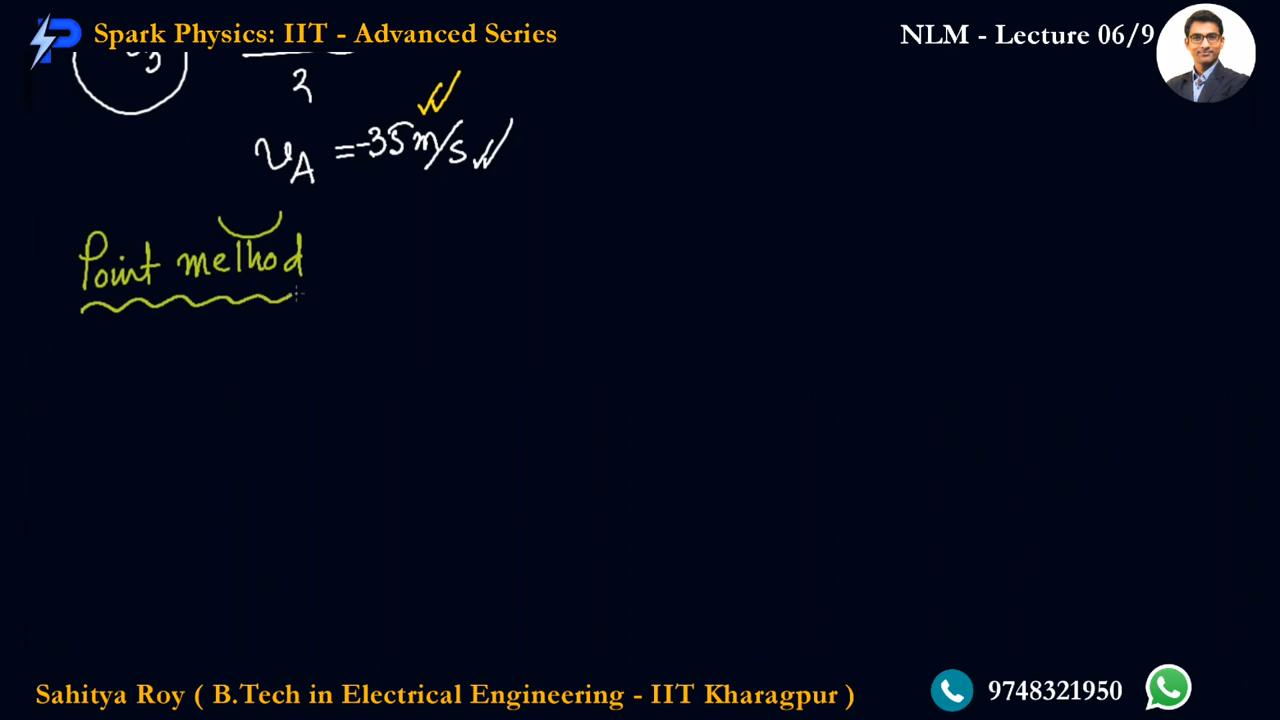 Spark Physics: IIT - Advanced Series
NLM - Lecture 06/9
2
v_A = -35 m/s
Point method
Sahitya Roy ( B.Tech in Electrical Engineering - IIT Kharagpur )
9748321950